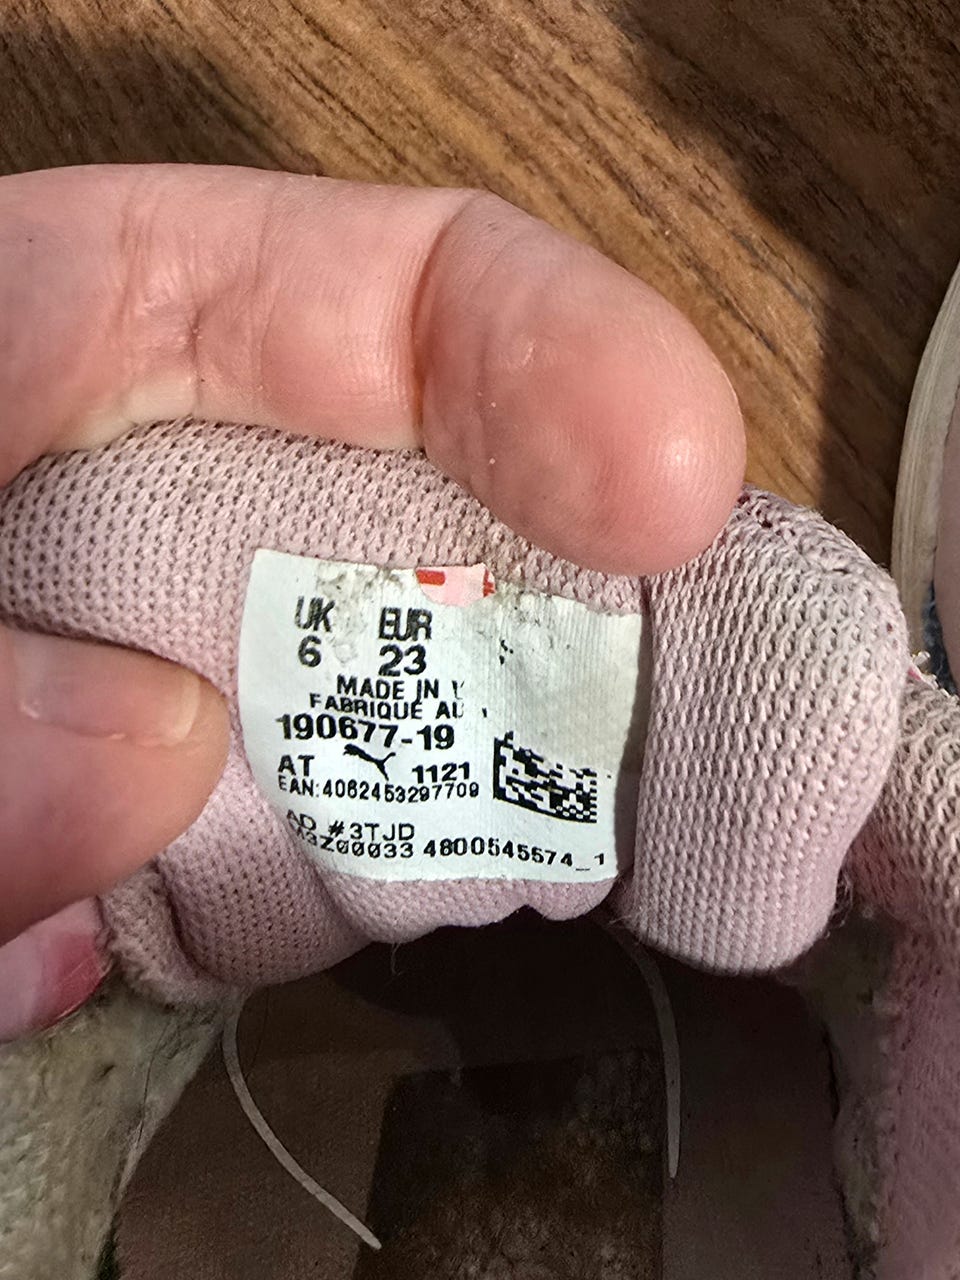 UK EUR
6 23
MADE IN
FABRIQUE AU
190677-19
AT 1121
EAN:4062453297709
AD #3TJD
4800545574_1